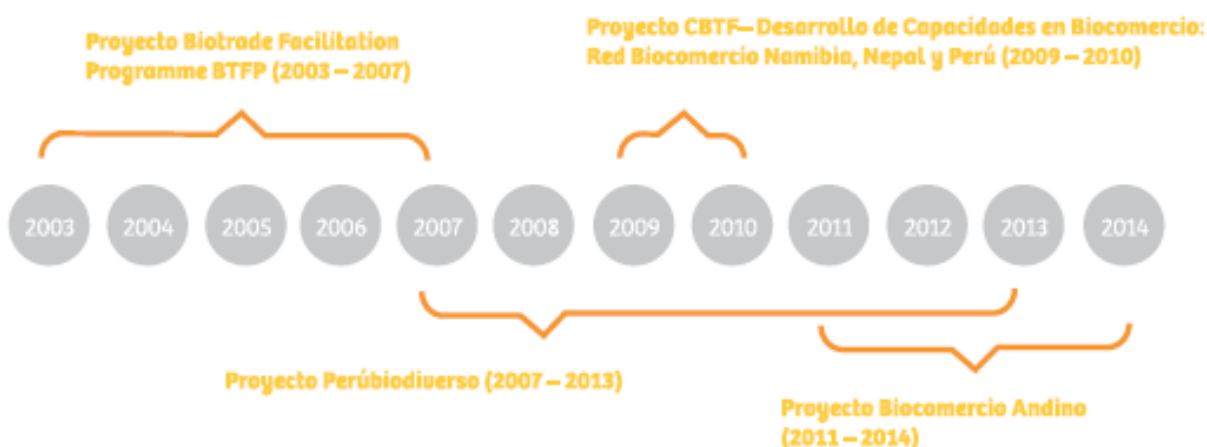 Proyecto Biotrade Facilitation
Programme BTFP (2003 – 2007)
Proyecto CBTF—Desarrollo de Capacidades en Biocomercio:
Red Biocomercio Namibia, Nepal y Perú (2009 – 2010)
2003 2004 2005 2006 2007 2008 2009 2010 2011 2012 2013 2014
Proyecto Perúbiodiverso (2007 – 2013)
Proyecto Biocomercio Andino
(2011 – 2014)